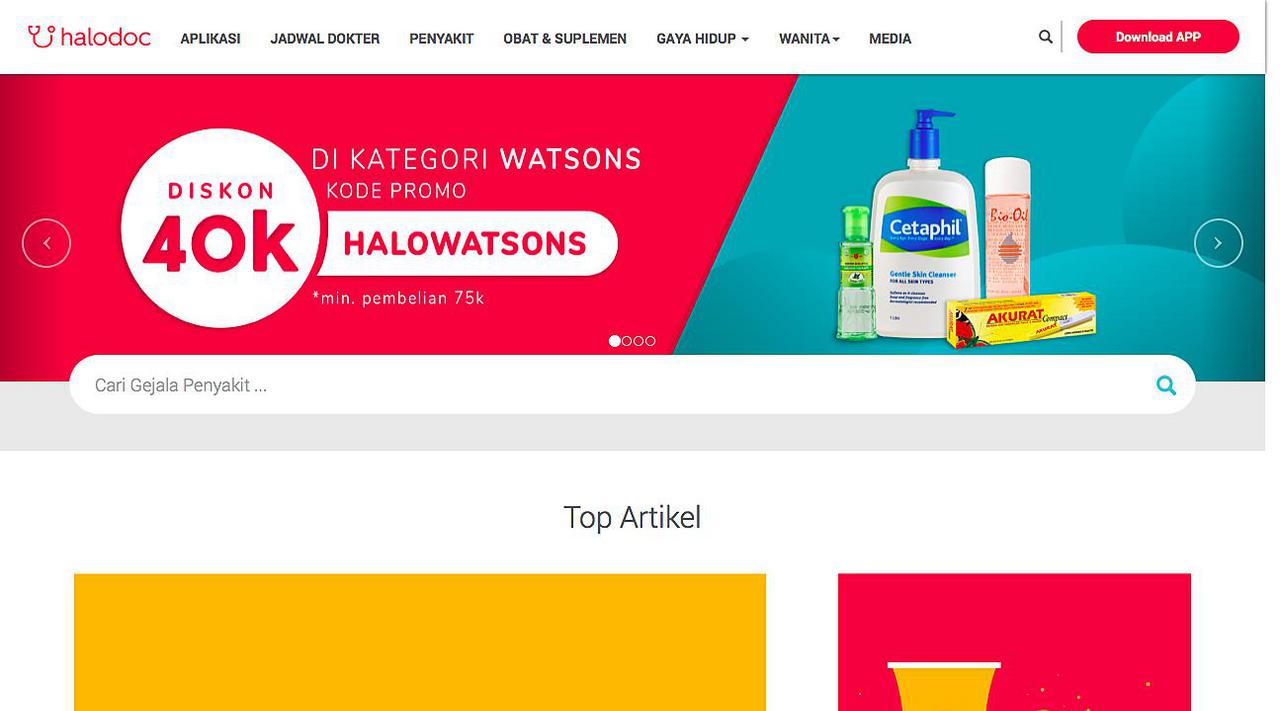 halodoc
APLIKASI
JADWAL DOKTER
PENYAKIT
OBAT & SUPLEMEN
GAYA HIDUP
WANITA
MEDIA
Download APP
DISKON
40k
DI KATEGORI WATSONS
KODE PROMO
HALOWATSONS
*min. pembelian 75k
Cetaphil
Gentle Skin Cleanser
FOR ALL SKIN TYPES
Bio-Oil
AKURAT
Compact
Cari Gejala Penyakit ...
Top Artikel